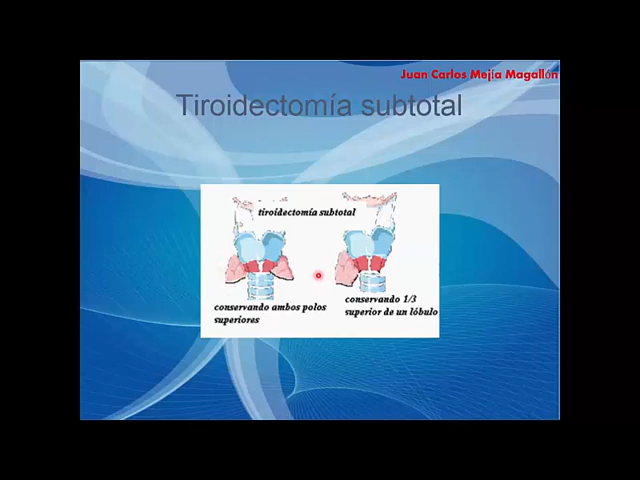 Juan Carlos Mejía Magallón
Tiroidectomía subtotal
tiroidectomía subtotal
conservando ambos polos
superiores
conservando 1/3
superior de un lóbulo